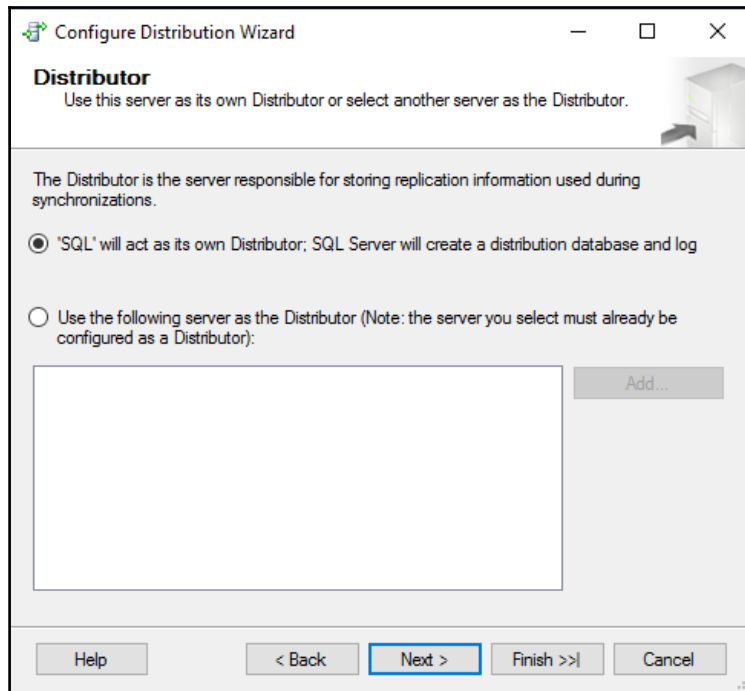 Configure Distribution Wizard
Distributor
Use this server as its own Distributor or select another server as the Distributor.
The Distributor is the server responsible for storing replication information used during
synchronizations.
'SQL' will act as its own Distributor; SQL Server will create a distribution database and log
Use the following server as the Distributor (Note: the server you select must already be
configured as a Distributor):
Add...
Help
< Back
Next >
Finish >>|
Cancel